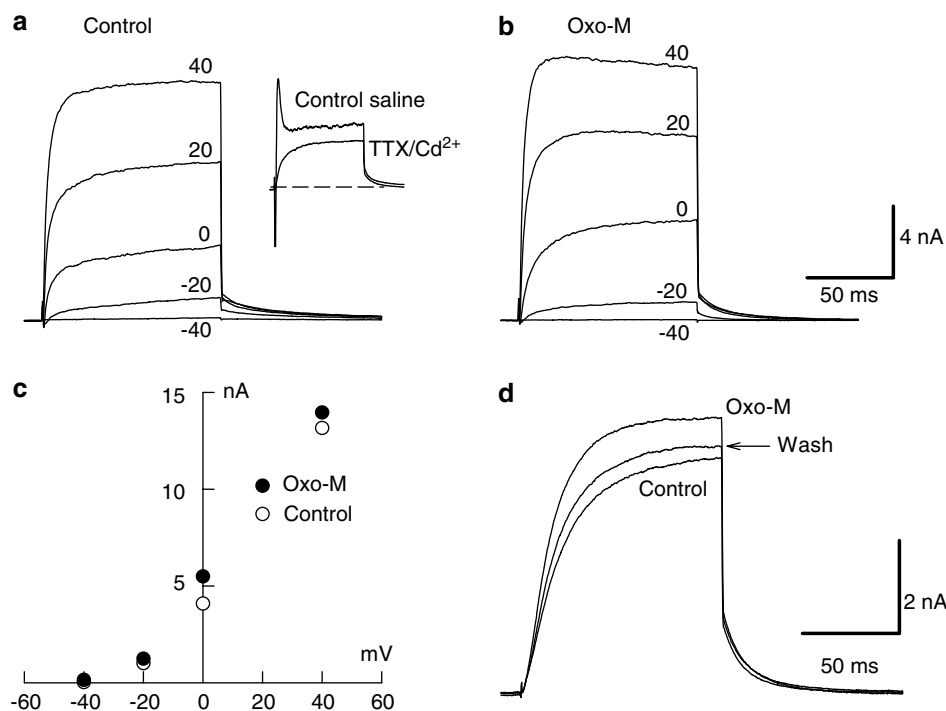 a
Control
40
20
0
-20
-40
Control saline
TTX/Cd²⁺
b
Oxo-M
40
20
0
-20
-40
4 nA
50 ms
c
15
nA
10
5
Oxo-M
Control
mV
-60
-40
-20
0
20
40
60
d
Oxo-M
Wash
Control
2 nA
50 ms